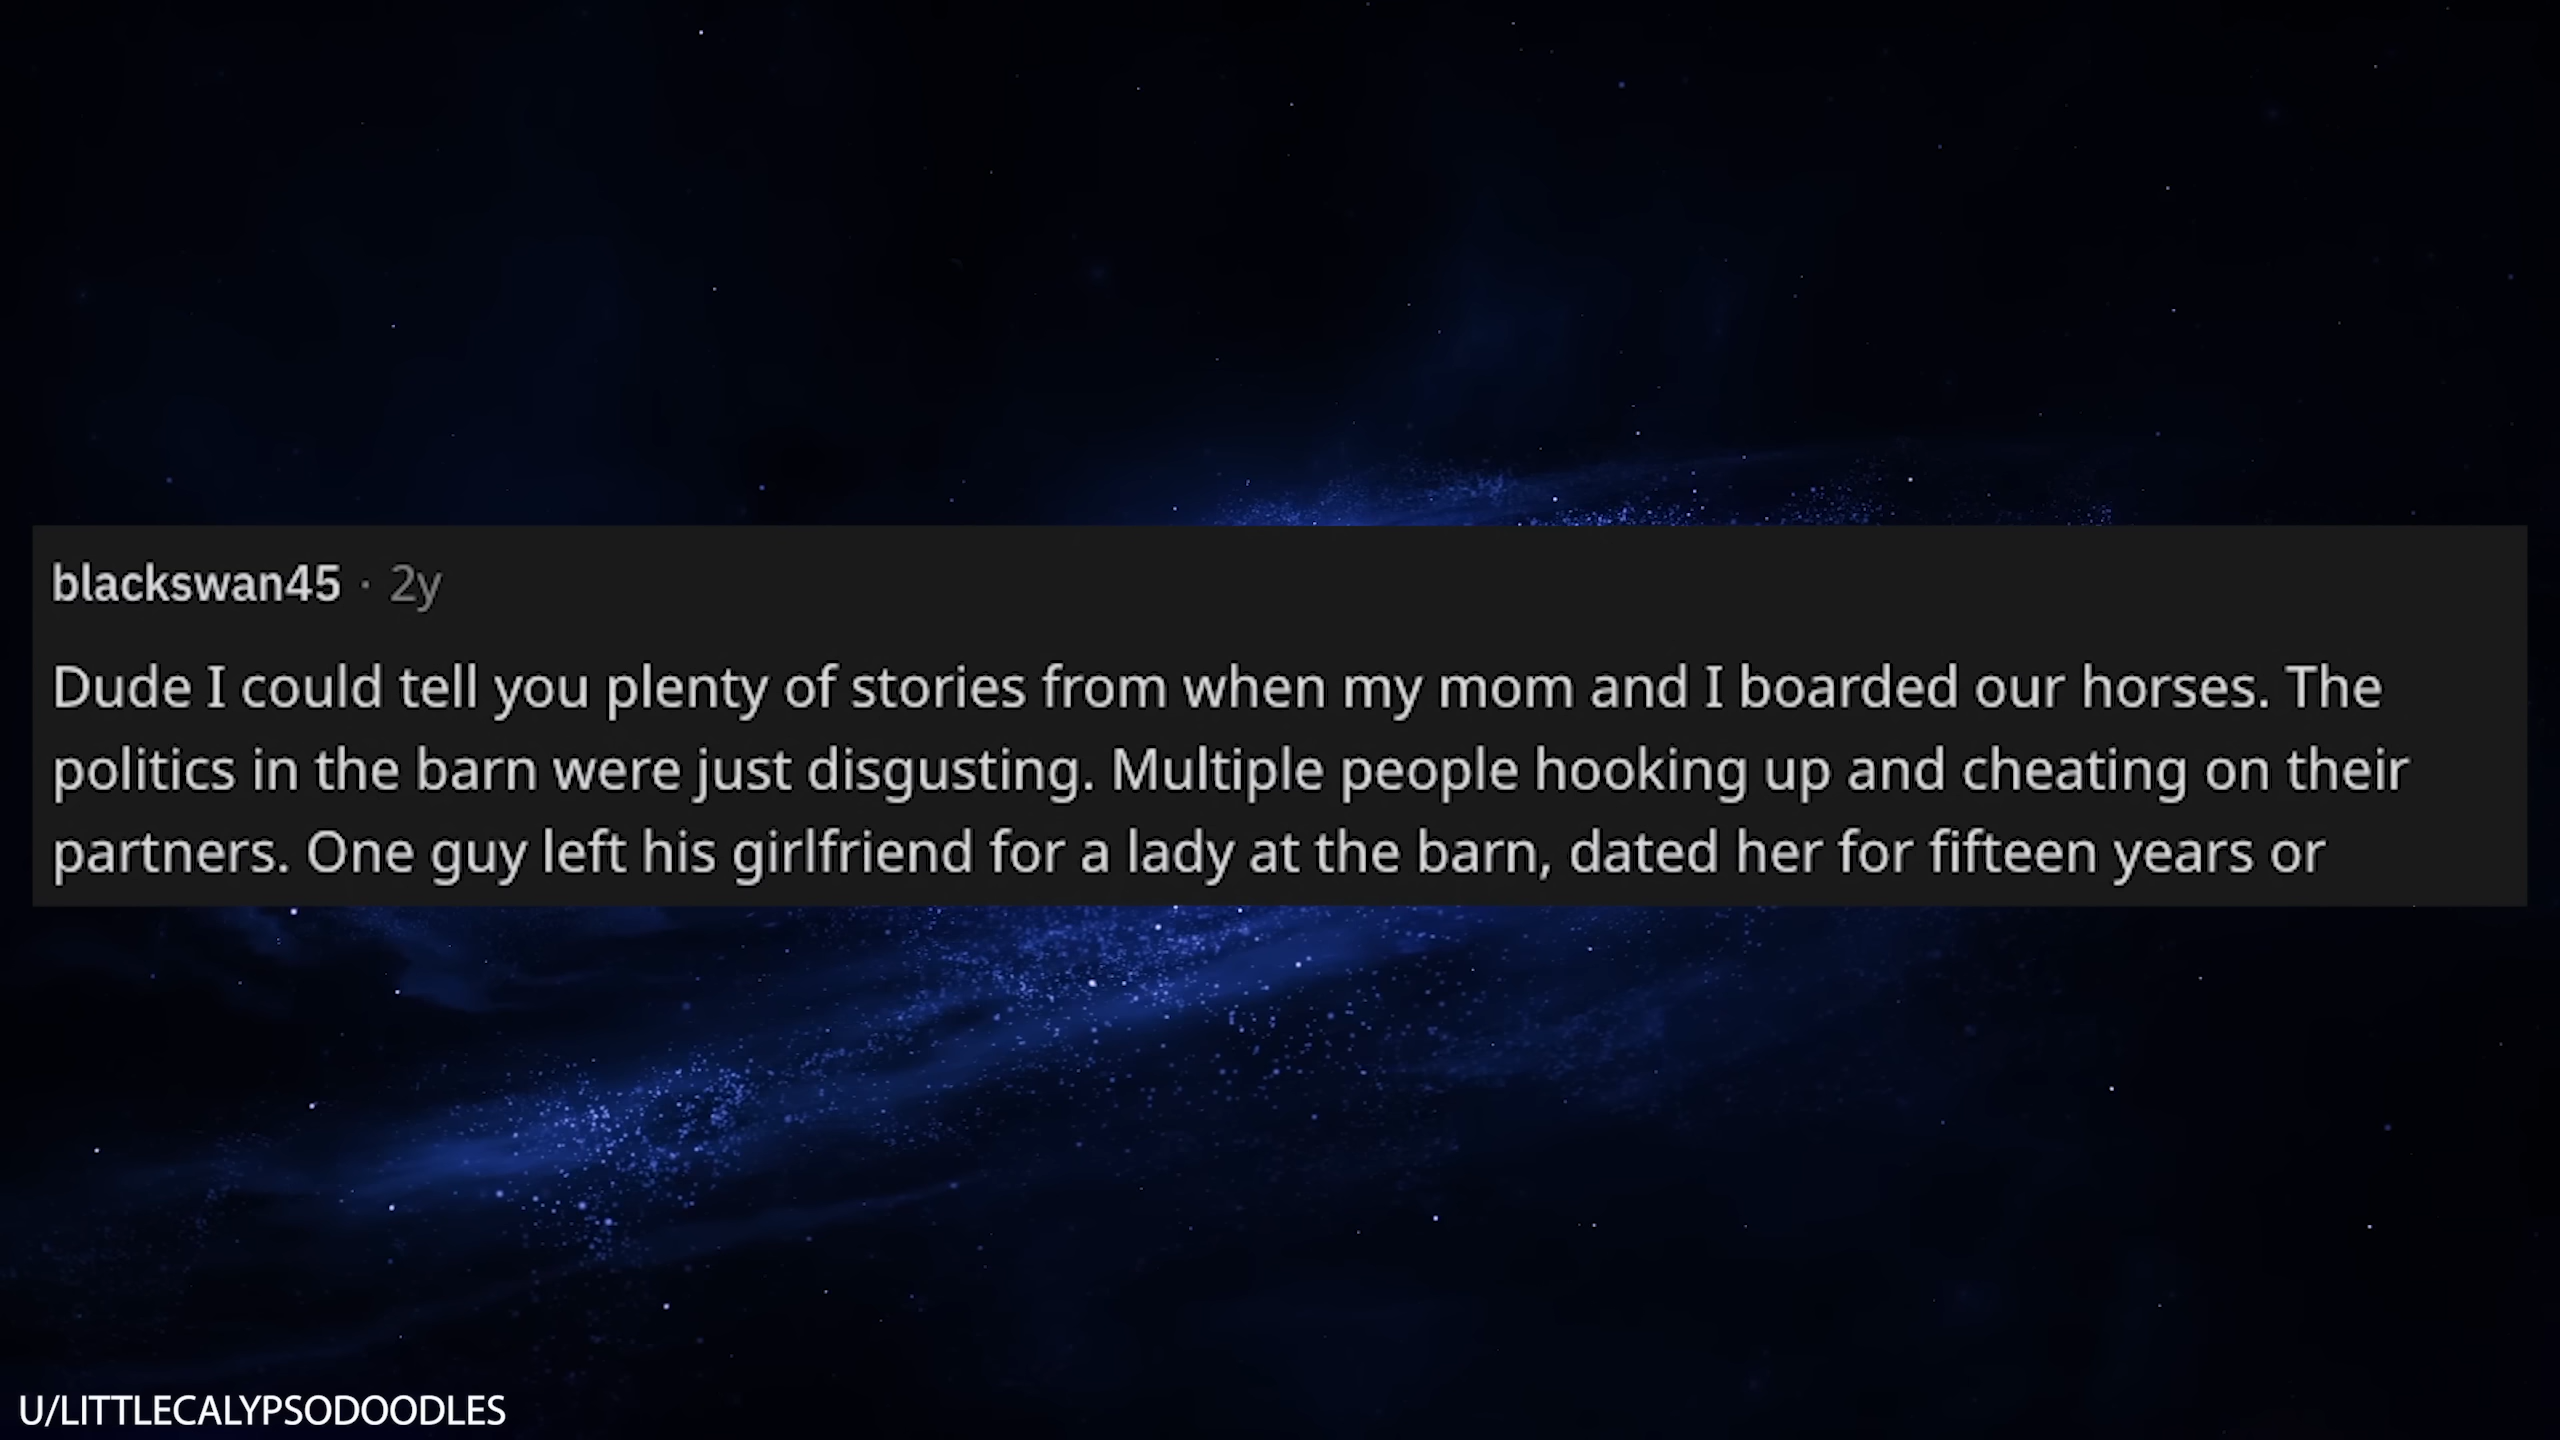 blackswan45 · 2y
Dude I could tell you plenty of stories from when my mom and I boarded our horses. The
politics in the barn were just disgusting. Multiple people hooking up and cheating on their
partners. One guy left his girlfriend for a lady at the barn, dated her for fifteen years or
U/LITTLECALYPSODOODLES